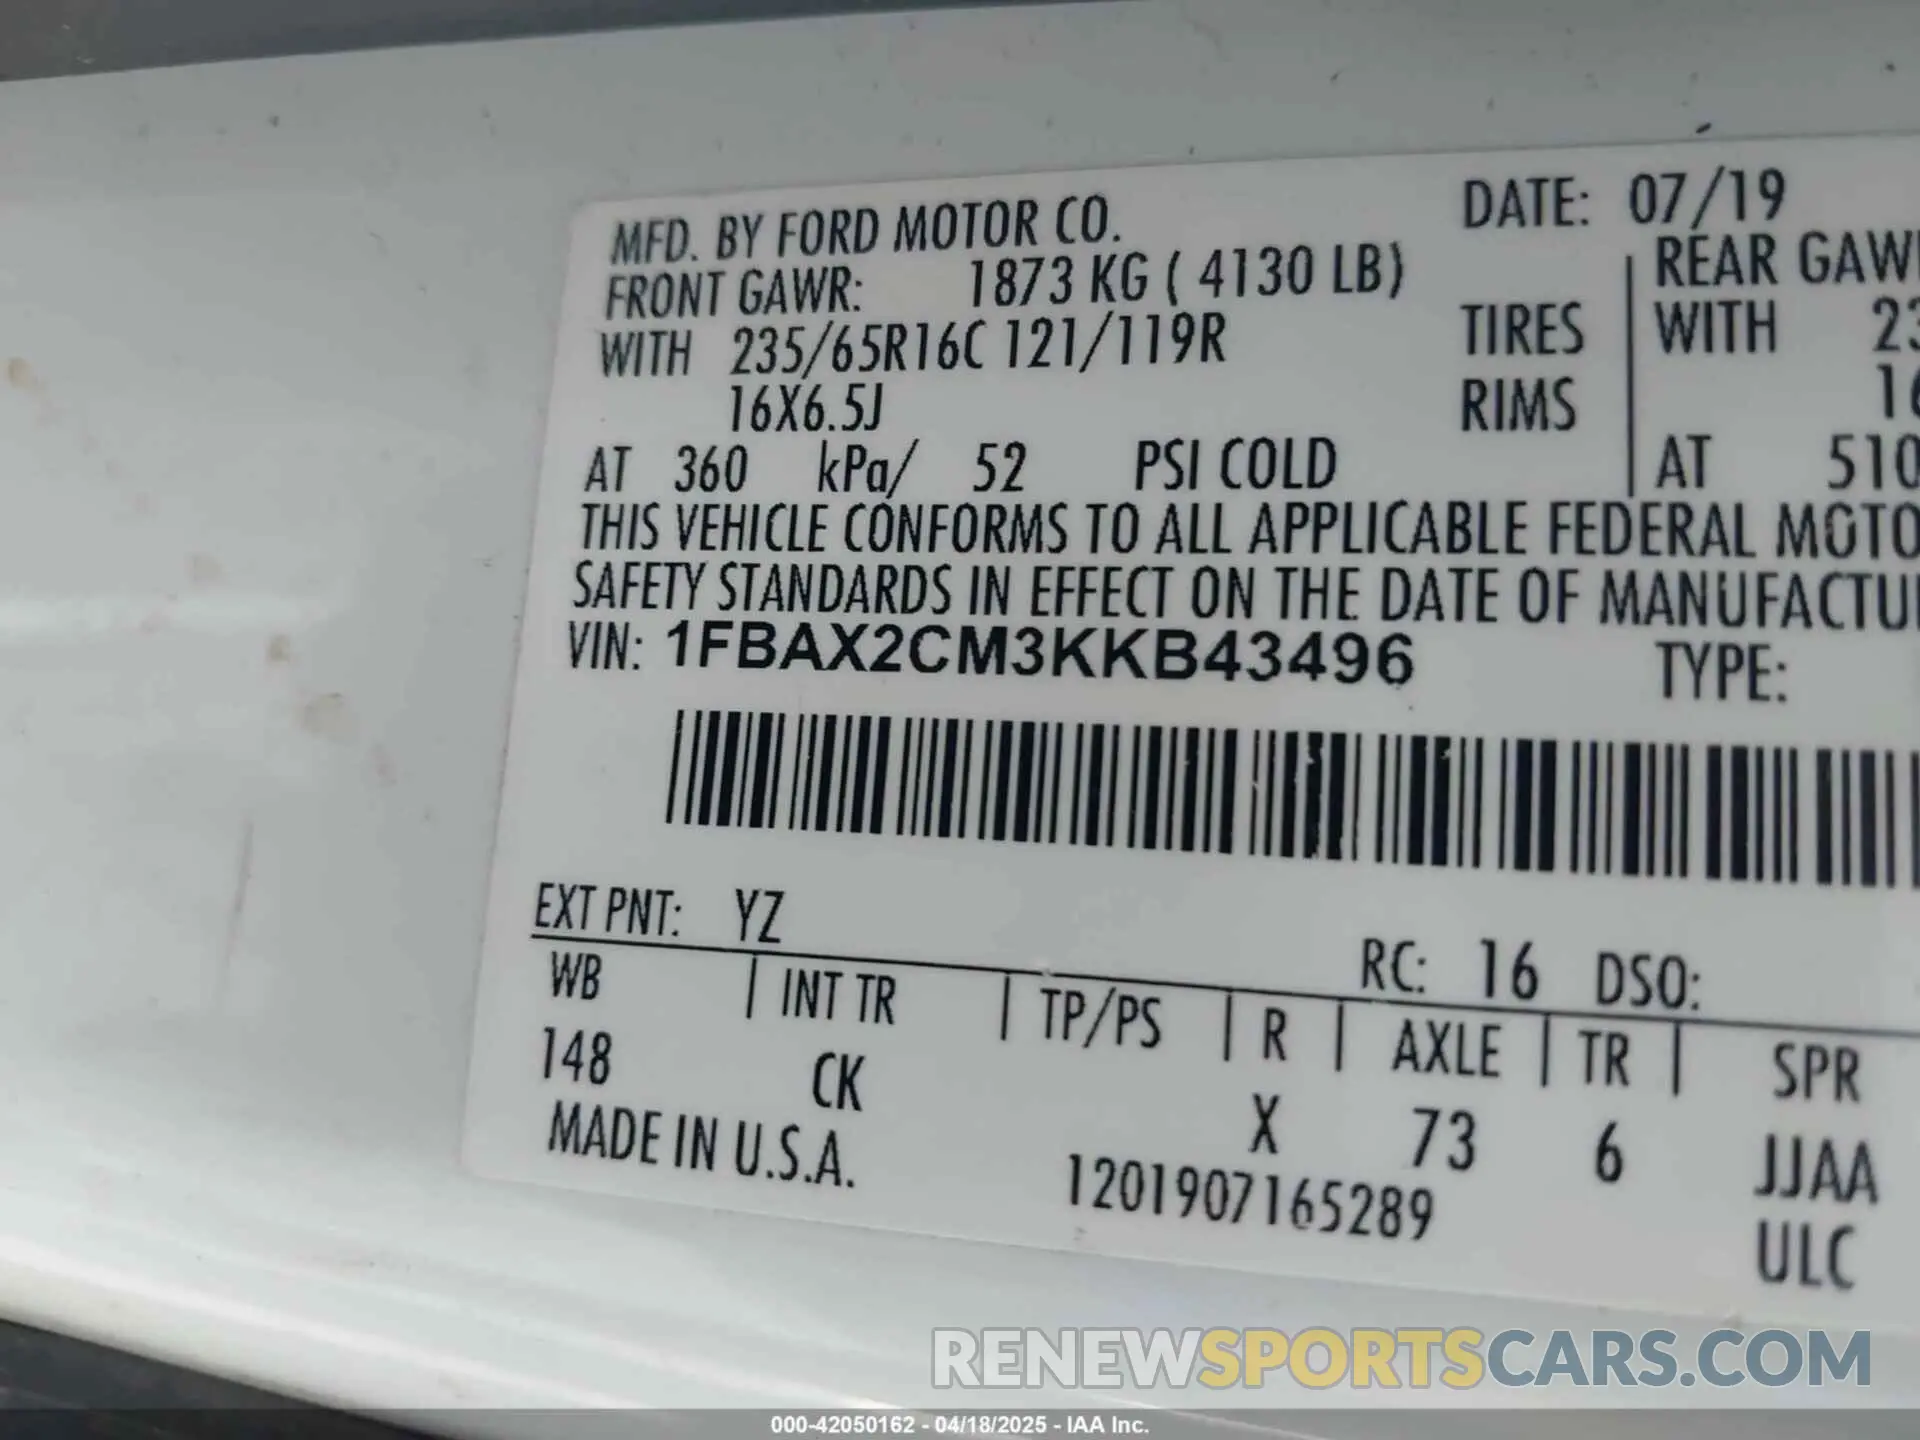 MFD. BY FORD MOTOR CO. DATE: 07/19
FRONT GAWR: 1873 KG ( 4130 LB) REAR
WITH 235/65R16C 121/119R TIRES WITH
16X6.5J RIMS
AT 360 kPa/ 52 PSI COLD AT 510
THIS VEHICLE CONFORMS TO ALL APPLICABLE FEDERAL
SAFETY STANDARDS IN EFFECT ON THE DATE OF
VIN: 1FBAX2CM3KKB43496 TYPE:
EXT PNT: YZ RC: 16 DSO:
WB INT TR TP/PS R AXLE TR SPR
148 CK X 73 6 JJAA
MADE IN U.S.A. 1201907165289 ULC
RENEWSPORTSCARS.COM
000-42050162 - 04/18/2025 - IAA Inc.